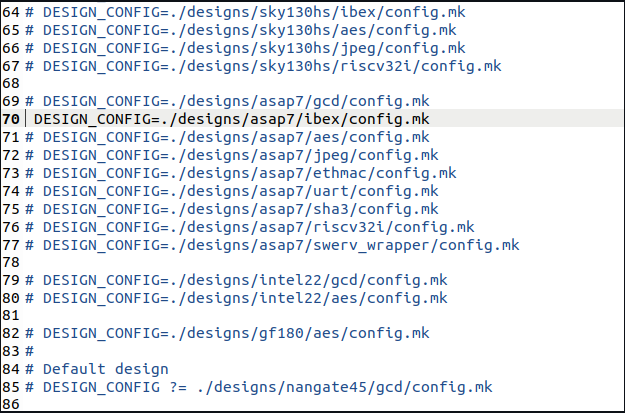 64 # DESIGN_CONFIG=./designs/sky130hs/ibex/config.mk
65 # DESIGN_CONFIG=./designs/sky130hs/aes/config.mk
66 # DESIGN_CONFIG=./designs/sky130hs/jpeg/config.mk
67 # DESIGN_CONFIG=./designs/sky130hs/riscv32i/config.mk
68
69 # DESIGN_CONFIG=./designs/asap7/gcd/config.mk
70  DESIGN_CONFIG=./designs/asap7/ibex/config.mk
71 # DESIGN_CONFIG=./designs/asap7/aes/config.mk
72 # DESIGN_CONFIG=./designs/asap7/jpeg/config.mk
73 # DESIGN_CONFIG=./designs/asap7/ethmac/config.mk
74 # DESIGN_CONFIG=./designs/asap7/uart/config.mk
75 # DESIGN_CONFIG=./designs/asap7/sha3/config.mk
76 # DESIGN_CONFIG=./designs/asap7/riscv32i/config.mk
77 # DESIGN_CONFIG=./designs/asap7/swerv_wrapper/config.mk
78
79 # DESIGN_CONFIG=./designs/intel22/gcd/config.mk
80 # DESIGN_CONFIG=./designs/intel22/aes/config.mk
81
82 # DESIGN_CONFIG=./designs/gf180/aes/config.mk
83 #
84 # Default design
85 # DESIGN_CONFIG ?= ./designs/nangate45/gcd/config.mk
86